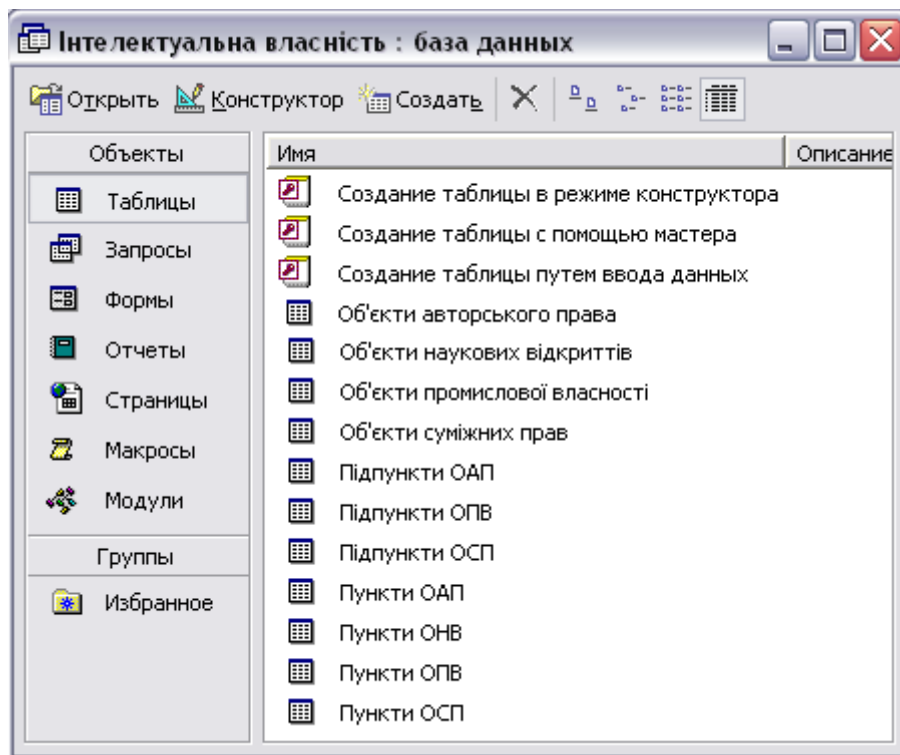 Інтелектуальна власність : база данных
Открыть Конструктор Создать
Объекты
Таблицы
Запросы
Формы
Отчеты
Страницы
Макросы
Модули
Группы
Избранное
Имя Описание
Создание таблицы в режиме конструктора
Создание таблицы с помощью мастера
Создание таблицы путем ввода данных
Об'єкти авторського права
Об'єкти наукових відкриттів
Об'єкти промислової власності
Об'єкти суміжних прав
Підпункти ОАП
Підпункти ОПВ
Підпункти ОСП
Пункти ОАП
Пункти ОНВ
Пункти ОПВ
Пункти ОСП